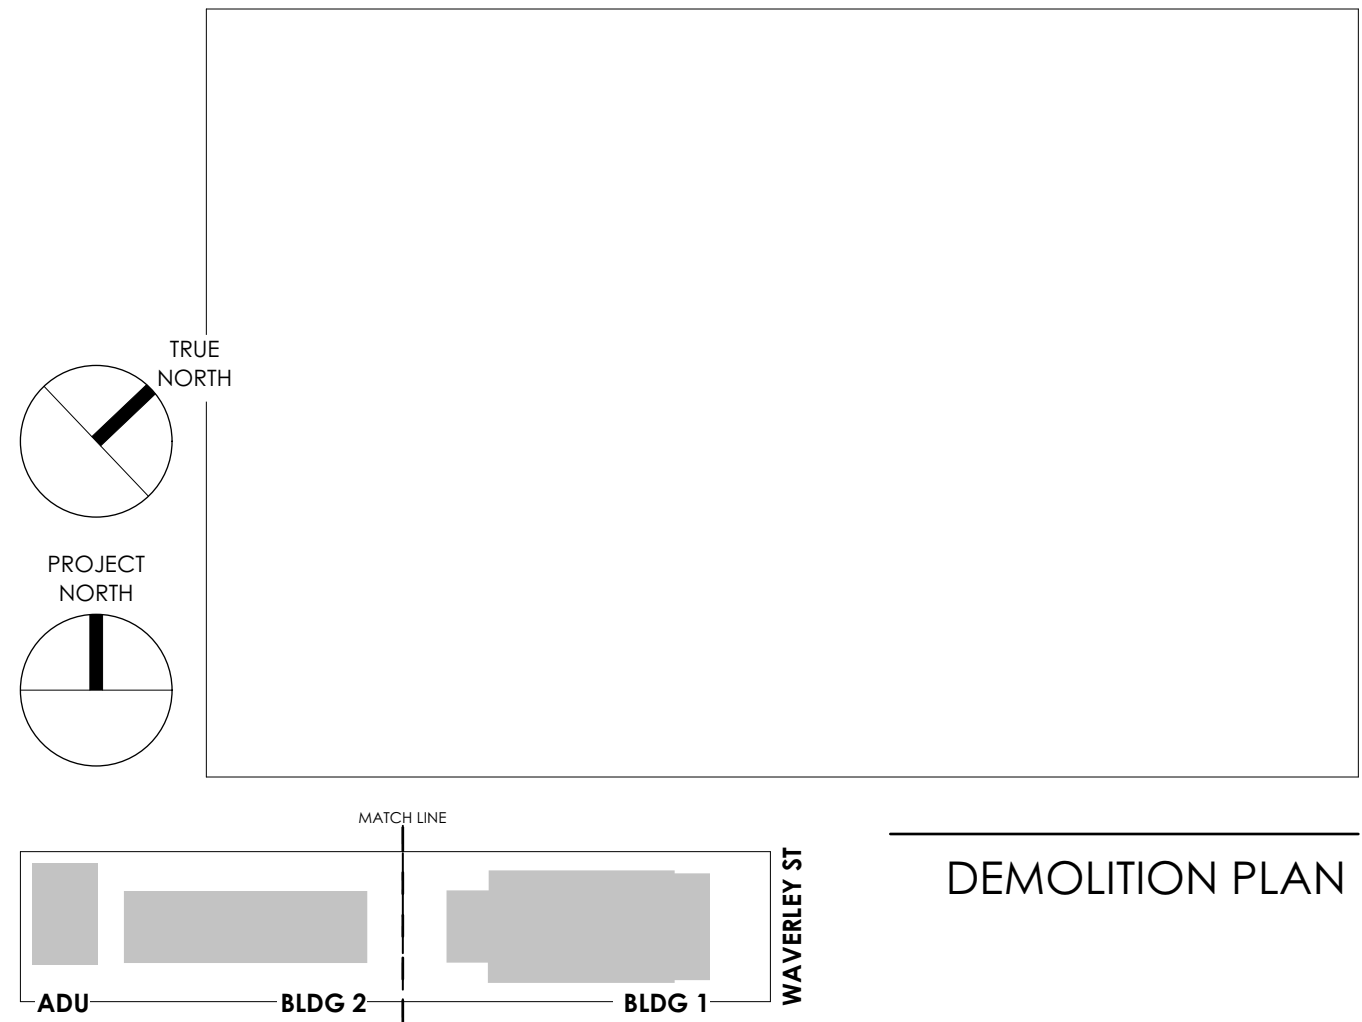 TRUE
NORTH
PROJECT
NORTH
MATCH LINE
WAVERLEY ST
DEMOLITION PLAN
ADU
BLDG 2
BLDG 1